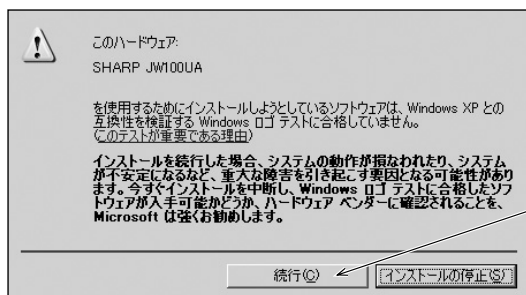 このハードウェア:
SHARP JW100UA
を使用するためにインストールしようとしているソフトウェアは、Windows XP との
互換性を検証する Windows ロゴ テストに合格していません。
(このテストが重要である理由)
インストールを続行した場合、システムの動作が損なわれたり、システム
が不安定になるなど、重大な障害を引き起こす要因となる可能性があり
ます。今すぐインストールを中断し、Windows ロゴ テストに合格したソフ
トウェアが入手可能かどうか、ハードウェア ベンダーに確認されることを、
Microsoft は強くお勧めします。
続行(C)
インストールの停止(S)